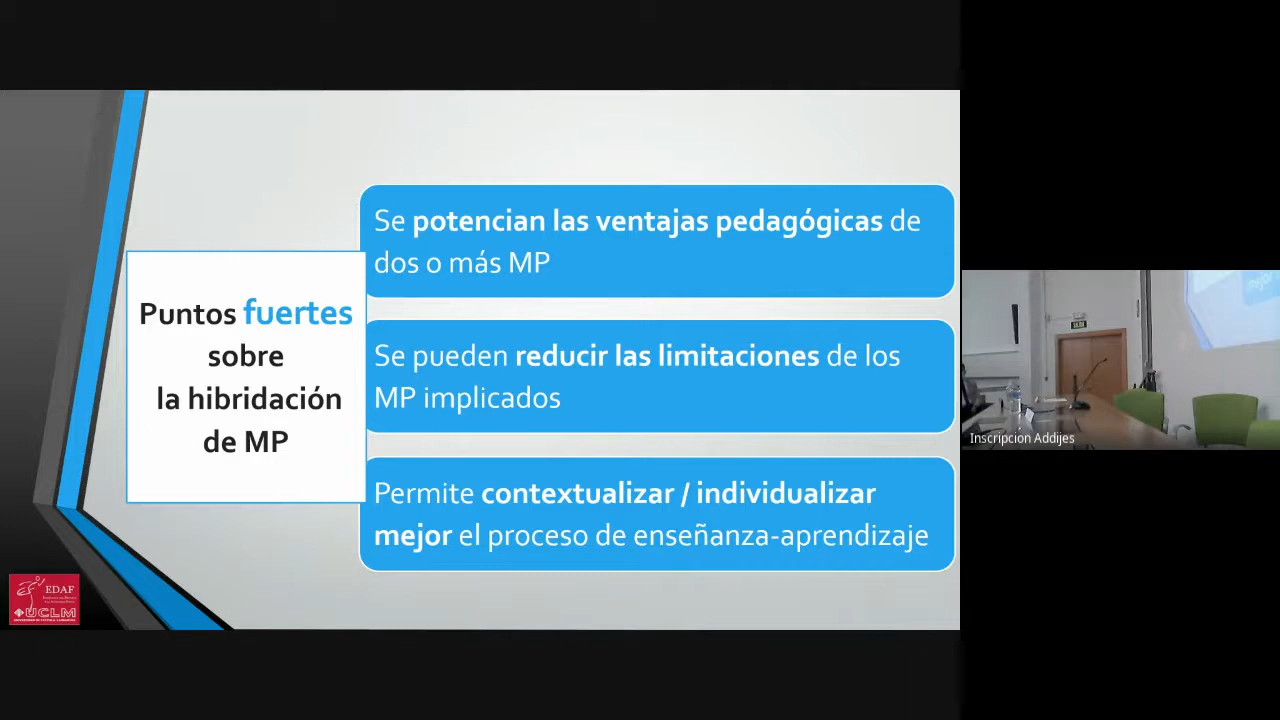 Puntos fuertes
sobre
la hibridación
de MP
Se potencian las ventajas pedagógicas de
dos o más MP
Se pueden reducir las limitaciones de los
MP implicados
Permite contextualizar / individualizar
mejor el proceso de enseñanza-aprendizaje
EDAF
UCLM
SALIDA
mejor
Inscripcion Addijes